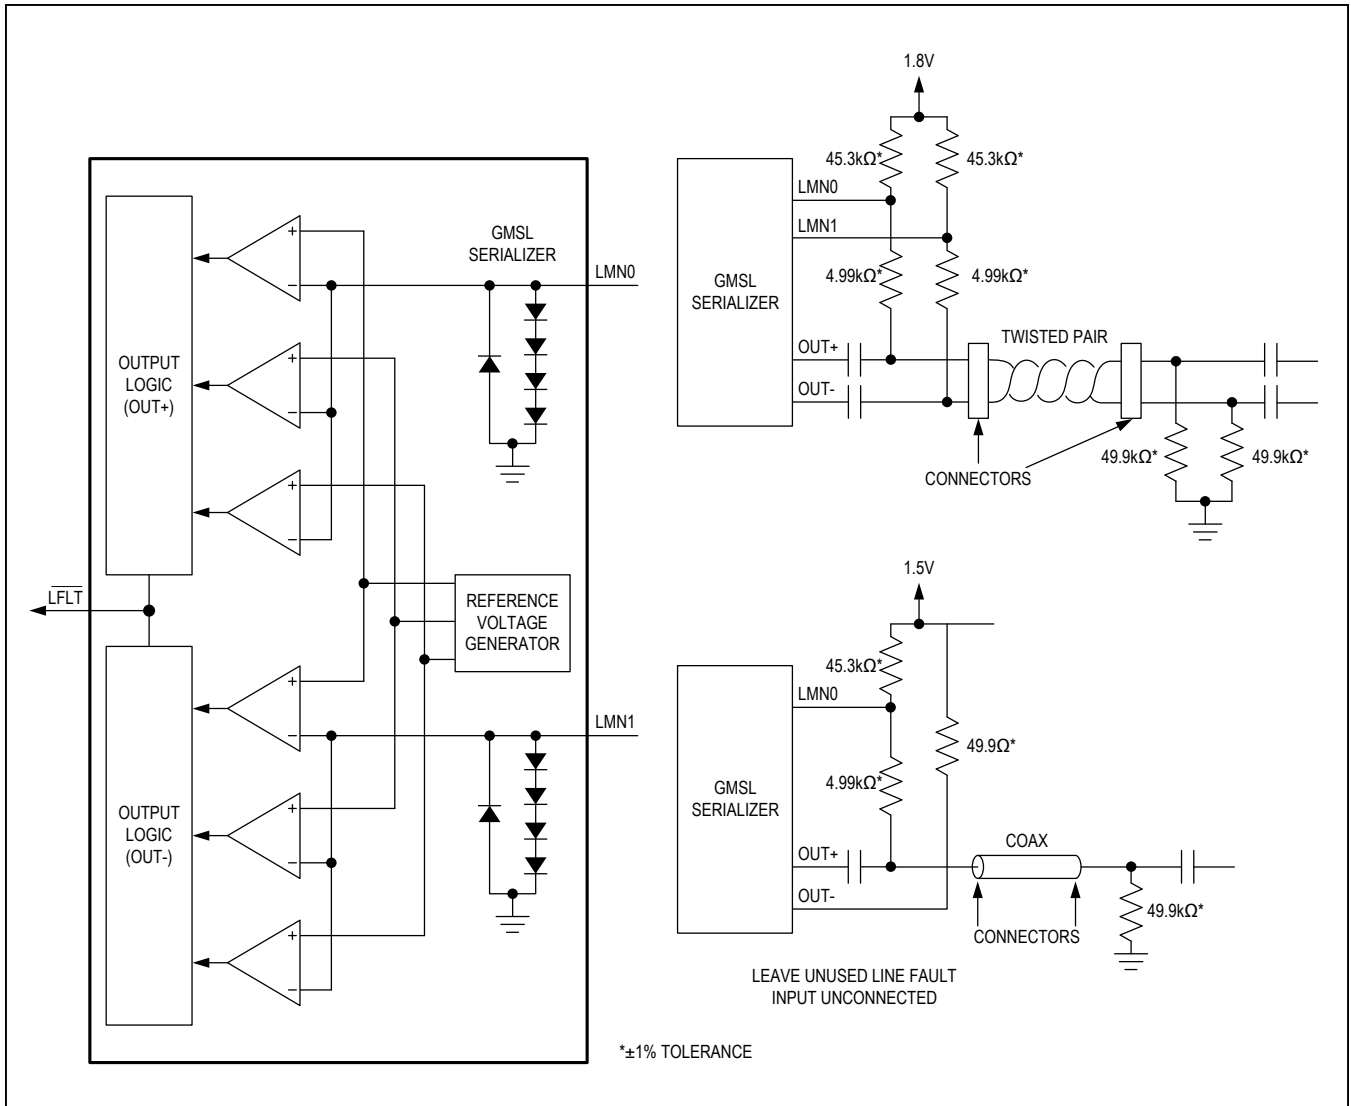 GMSL
SERIALIZER
LMN0
OUTPUT
LOGIC
(OUT+)
+
−
+
−
+
−
LFLT
REFERENCE
VOLTAGE
GENERATOR
LMN1
OUTPUT
LOGIC
(OUT-)
+
−
+
−
+
−
1.8V
45.3kΩ*
45.3kΩ*
LMN0
LMN1
GMSL
SERIALIZER
4.99kΩ*
4.99kΩ*
OUT+
OUT-
TWISTED PAIR
CONNECTORS
49.9kΩ*
49.9kΩ*
1.5V
45.3kΩ*
LMN0
49.9Ω*
GMSL
SERIALIZER
4.99kΩ*
OUT+
OUT-
COAX
CONNECTORS
49.9kΩ*
LEAVE UNUSED LINE FAULT
INPUT UNCONNECTED
*±1% TOLERANCE